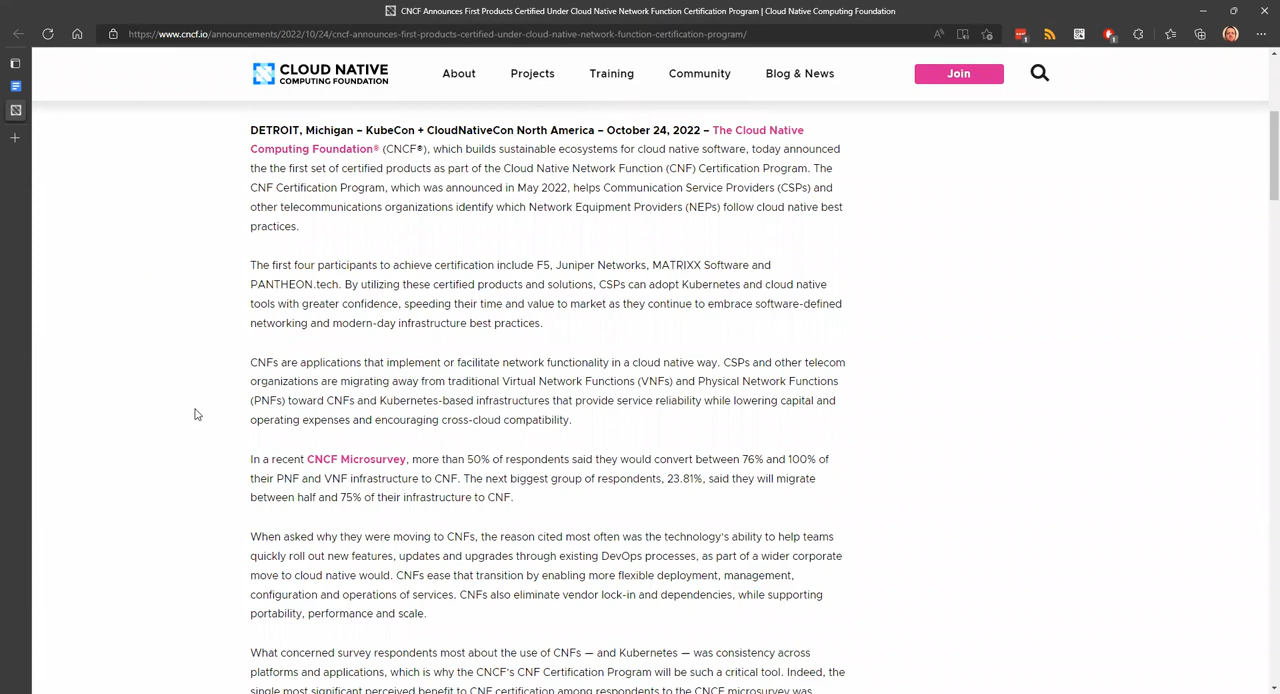 CNCF Announces First Products Certified Under Cloud Native Network Function Certification Program | Cloud Native Computing Foundation
https://www.cncf.io/announcements/2022/10/24/cncf-announces-first-products-certified-under-cloud-native-network-function-certification-program/
CLOUD NATIVE
COMPUTING FOUNDATION
About
Projects
Training
Community
Blog & News
Join
DETROIT, Michigan – KubeCon + CloudNativeCon North America – October 24, 2022 – The Cloud Native
Computing Foundation® (CNCF®), which builds sustainable ecosystems for cloud native software, today announced
the the first set of certified products as part of the Cloud Native Network Function (CNF) Certification Program. The
CNF Certification Program, which was announced in May 2022, helps Communication Service Providers (CSPs) and
other telecommunications organizations identify which Network Equipment Providers (NEPs) follow cloud native best
practices.
The first four participants to achieve certification include F5, Juniper Networks, MATRIXX Software and
PANTHEON.tech. By utilizing these certified products and solutions, CSPs can adopt Kubernetes and cloud native
tools with greater confidence, speeding their time and value to market as they continue to embrace software-defined
networking and modern-day infrastructure best practices.
CNFs are applications that implement or facilitate network functionality in a cloud native way. CSPs and other telecom
organizations are migrating away from traditional Virtual Network Functions (VNFs) and Physical Network Functions
(PNFs) toward CNFs and Kubernetes-based infrastructures that provide service reliability while lowering capital and
operating expenses and encouraging cross-cloud compatibility.
In a recent CNCF Microsurvey, more than 50% of respondents said they would convert between 76% and 100% of
their PNF and VNF infrastructure to CNF. The next biggest group of respondents, 23.81%, said they will migrate
between half and 75% of their infrastructure to CNF.
When asked why they were moving to CNFs, the reason cited most often was the technology's ability to help teams
quickly roll out new features, updates and upgrades through existing DevOps processes, as part of a wider corporate
move to cloud native would. CNFs ease that transition by enabling more flexible deployment, management,
configuration and operations of services. CNFs also eliminate vendor lock-in and dependencies, while supporting
portability, performance and scale.
What concerned survey respondents most about the use of CNFs — and Kubernetes — was consistency across
platforms and applications, which is why the CNCF's CNF Certification Program will be such a critical tool. Indeed, the
single most significant perceived benefit to CNF certification among respondents to the CNCF microsurvey was